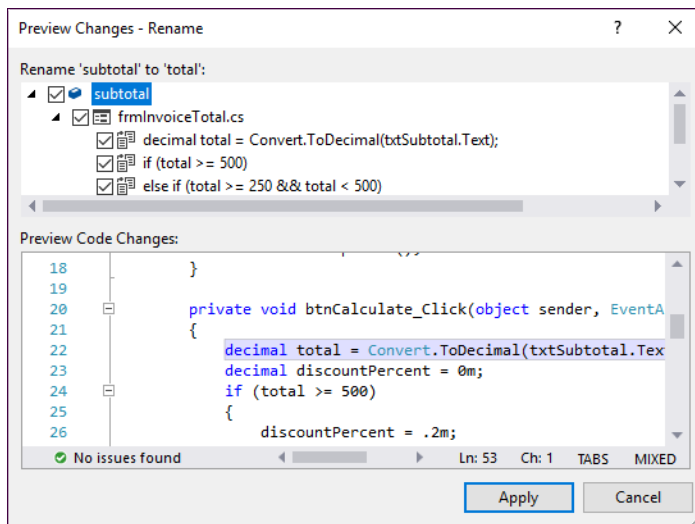 Preview Changes - Rename ? ×
Rename 'subtotal' to 'total':
subtotal
frmInvoiceTotal.cs
decimal total = Convert.ToDecimal(txtSubtotal.Text);
if (total >= 500)
else if (total >= 250 && total < 500)
Preview Code Changes:
18 }
19
20 private void btnCalculate_Click(object sender, EventA
21 {
22 decimal total = Convert.ToDecimal(txtSubtotal.Tex
23 decimal discountPercent = 0m;
24 if (total >= 500)
25 {
26 discountPercent = .2m;
No issues found Ln: 53 Ch: 1 TABS MIXED
Apply Cancel